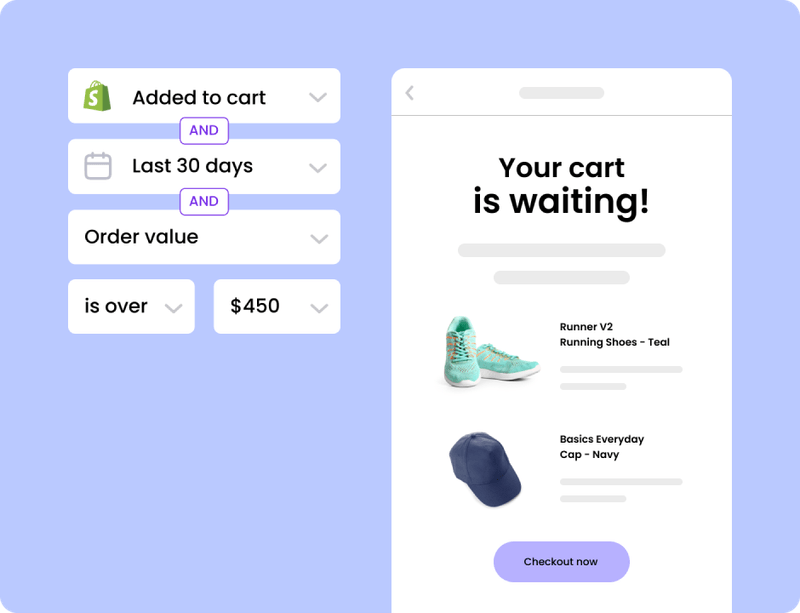 Added to cart
AND
Last 30 days
AND
Order value
is over
$450
Your cart
is waiting!
Runner V2
Running Shoes - Teal
Basics Everyday
Cap - Navy
Checkout now